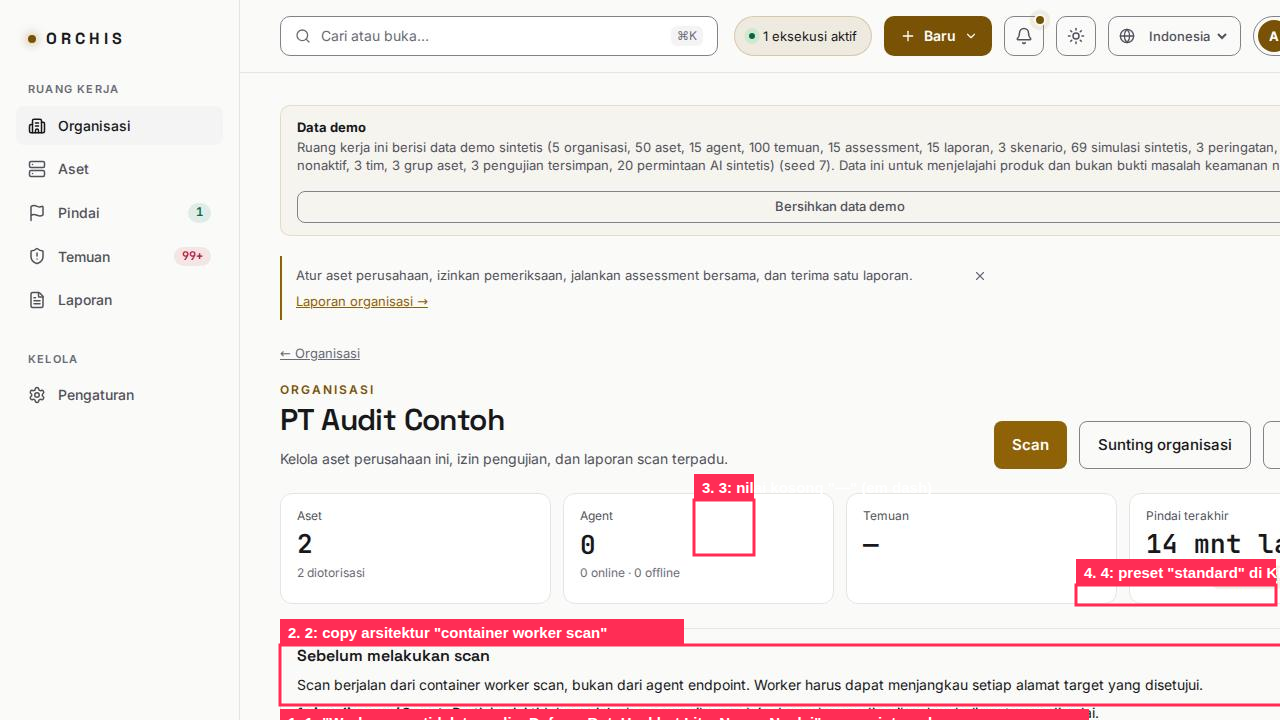 ORCHIS
Cari atau buka...
⌘K
1 eksekusi aktif
Baru
Indonesia
A
RUANG KERJA
Organisasi
Aset
Pindai
1
Temuan
99+
Laporan
KELOLA
Pengaturan
Data demo
Ruang kerja ini berisi data demo sintetis (5 organisasi, 50 aset, 15 agent, 100 temuan, 15 assessment, 15 laporan, 3 skenario, 69 simulasi sintetis, 3 peringatan,
nonaktif, 3 tim, 3 grup aset, 3 pengujian tersimpan, 20 permintaan AI sintetis) (seed 7). Data ini untuk menjelajahi produk dan bukan bukti masalah keamanan
Bersihkan data demo
Atur aset perusahaan, izinkan pemeriksaan, jalankan assessment bersama, dan terima satu laporan.
Laporan organisasi →
← Organisasi
ORGANISASI
PT Audit Contoh
Kelola aset perusahaan ini, izin pengujian, dan laporan scan terpadu.
Scan
Sunting organisasi
3. 3: nil
Aset
2
2 diotorisasi
Agent
0
0 online · 0 offline
Temuan
—
Pindai terakhir
14 mnt
4. 4: preset "standard" di K
2. 2: copy arsitektur "container worker scan"
Sebelum melakukan scan
Scan berjalan dari container worker scan, bukan dari agent endpoint. Worker harus dapat menjangkau setiap alamat target yang disetujui.